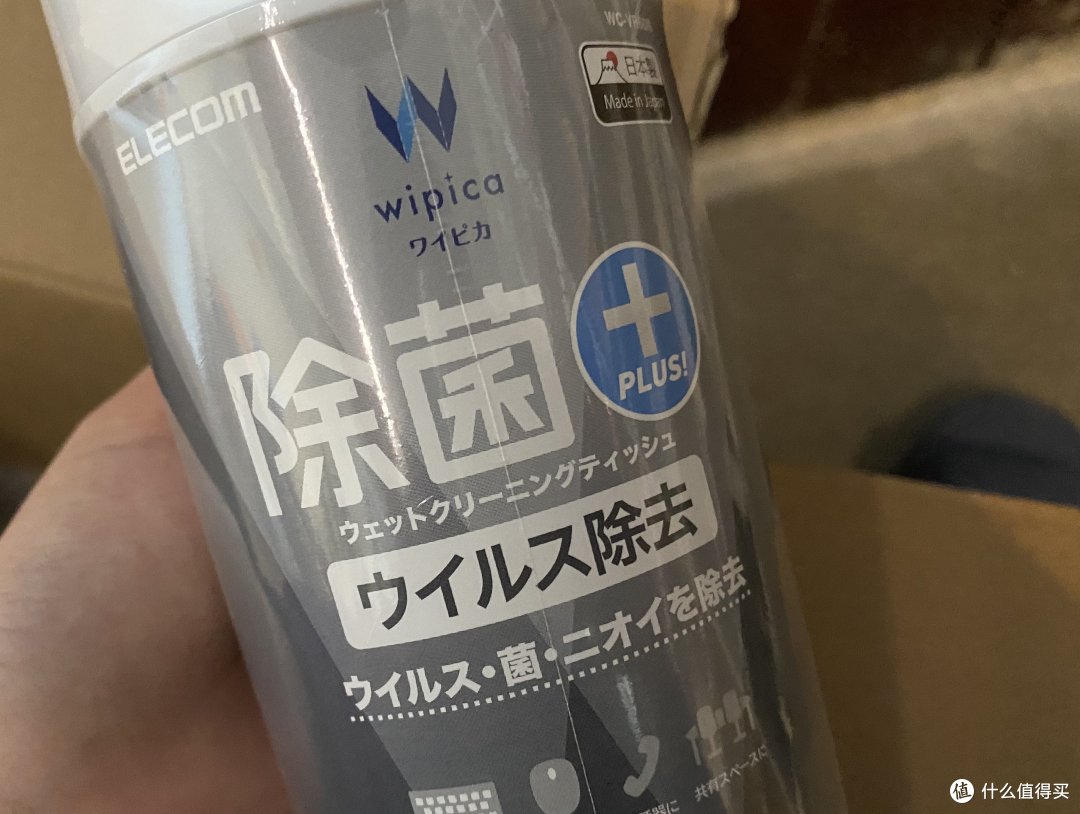 ELECOM
wipica
ワイピカ
日本製
Made in Japan
除菌
PLUS!
ウェットクリーニングティッシュ
ウイルス除去
ウイルス・菌・ニオイを除去
共有スペースに
值 什么值得买